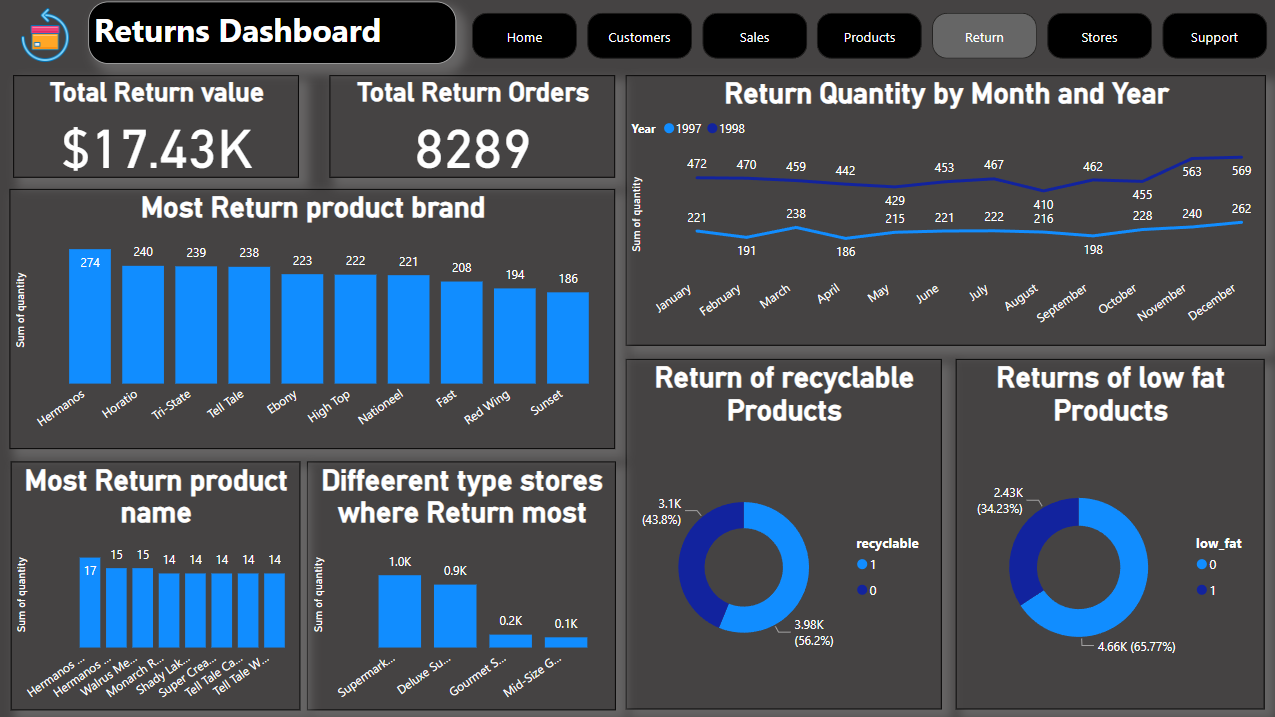 Returns Dashboard
Home
Customers
Sales
Products
Return
Stores
Support
Total Return value
$17.43K
Total Return Orders
8289
Return Quantity by Month and Year
Year 1997 1998
Sum of quantity
472 470 459 442 429 453 467 410 462 455 563 569
221 191 238 186 215 221 222 216 198 228 240 262
January February March April May June July August September October November December
Most Return product brand
Sum of quantity
274 240 239 238 223 222 221 208 194 186
Hermanos Horatio Tri-State Tell Tale Ebony High Top Nationeel Fast Red Wing Sunset
Most Return product
name
Sum of quantity
17 15 15 14 14 14 14 14
Hermanos ... Hermanos ... Walrus Me... Monarch R... Shady Lak... Super Crea... Tell Tale Ca... Tell Tale W...
Diffeerent type stores
where Return most
Sum of quantity
1.0K 0.9K 0.2K 0.1K
Supermark... Deluxe Su... Gourmet S... Mid-Size G...
Return of recyclable
Products
3.1K
(43.8%)
3.98K
(56.2%)
recyclable
1
0
Returns of low fat
Products
2.43K
(34.23%)
4.66K (65.77%)
low_fat
0
1